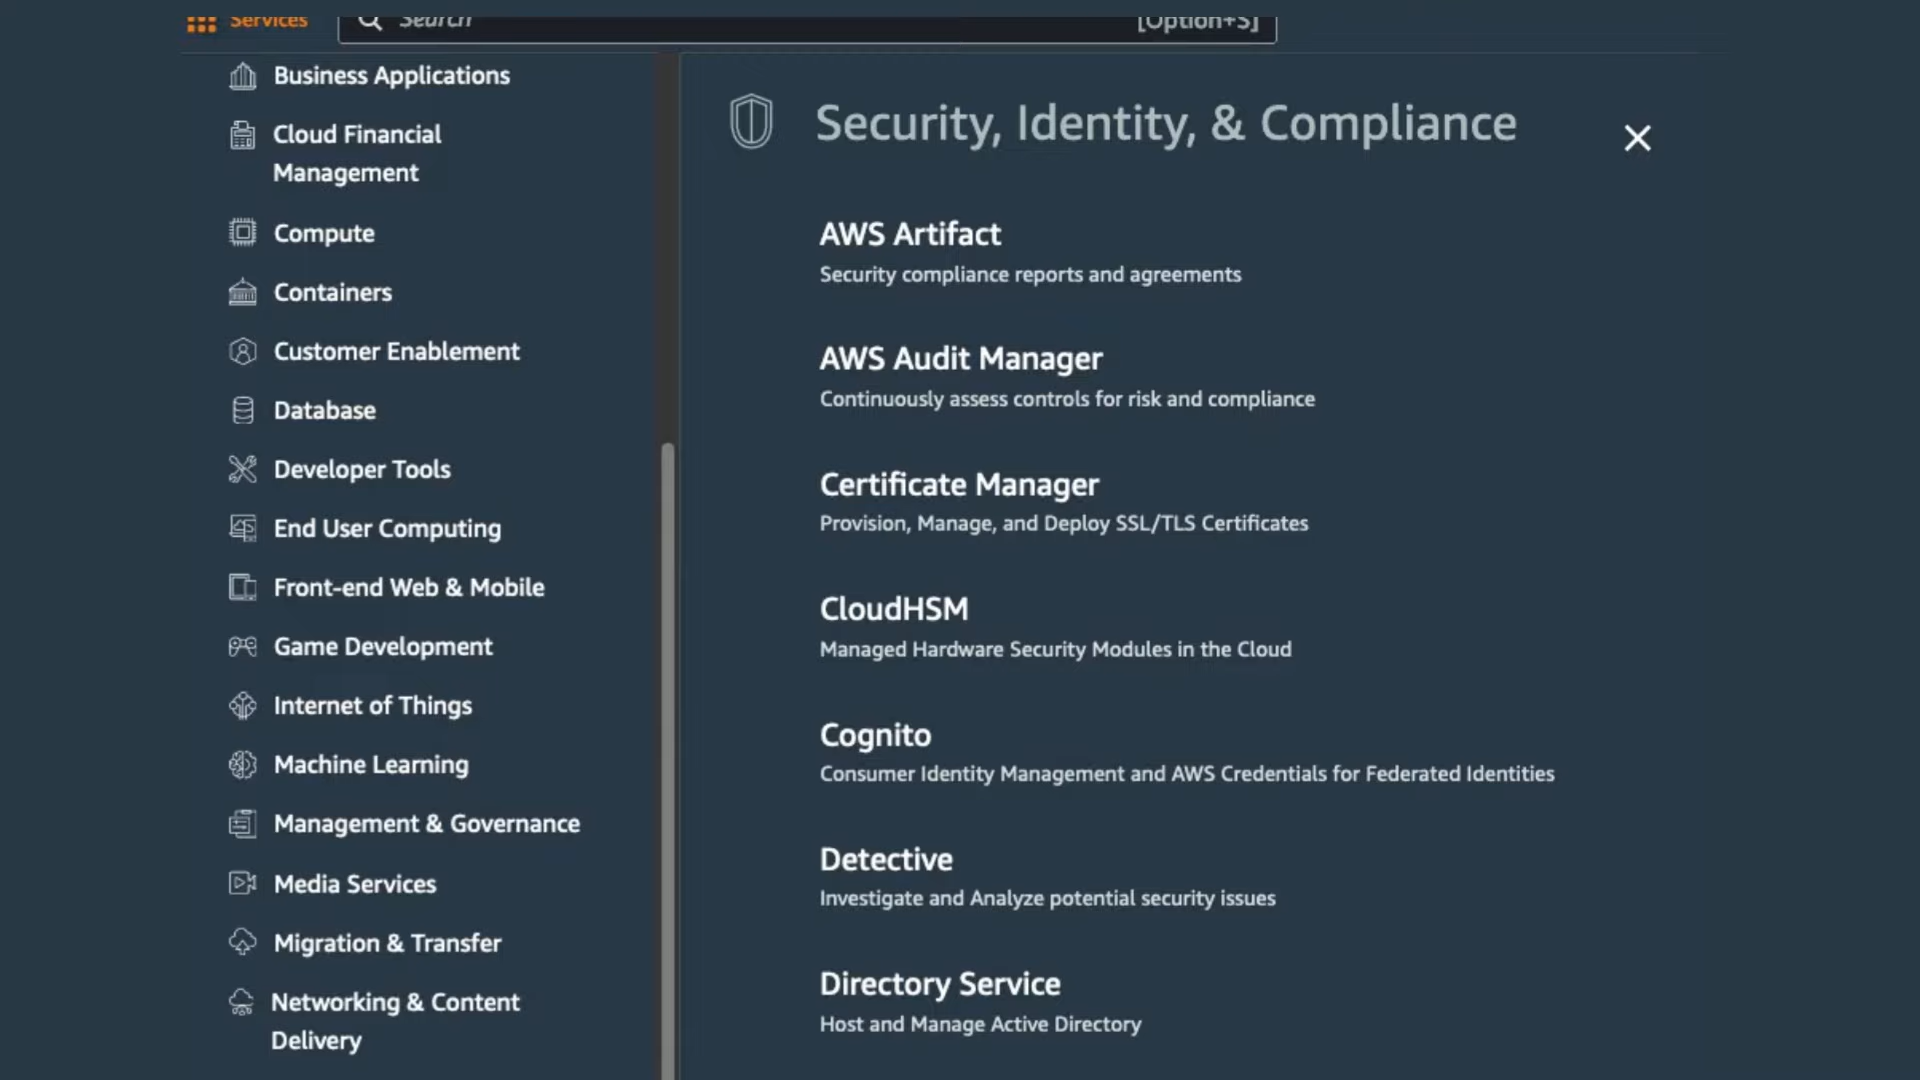 Services
Search
[Option+S]
Business Applications
Cloud Financial
Management
Compute
Containers
Customer Enablement
Database
Developer Tools
End User Computing
Front-end Web & Mobile
Game Development
Internet of Things
Machine Learning
Management & Governance
Media Services
Migration & Transfer
Networking & Content
Delivery
Security, Identity, & Compliance
AWS Artifact
Security compliance reports and agreements
AWS Audit Manager
Continuously assess controls for risk and compliance
Certificate Manager
Provision, Manage, and Deploy SSL/TLS Certificates
CloudHSM
Managed Hardware Security Modules in the Cloud
Cognito
Consumer Identity Management and AWS Credentials for Federated Identities
Detective
Investigate and Analyze potential security issues
Directory Service
Host and Manage Active Directory